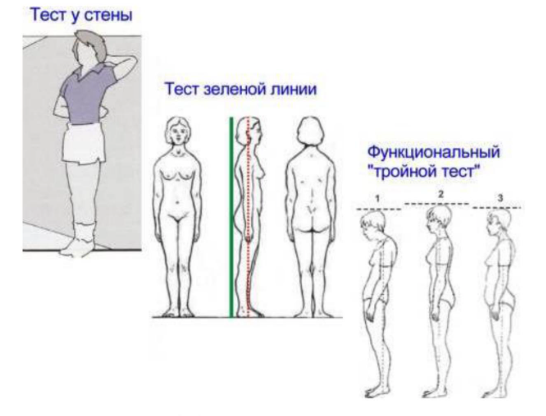 Тест у стены
Тест зеленой линии
Функциональный
"тройной тест"
1
2
3